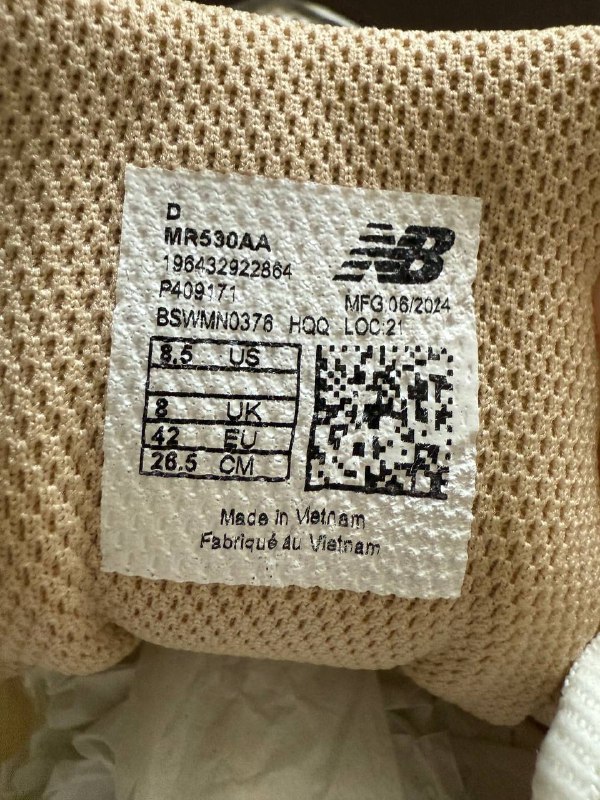 D
MR530AA
196432922864
P409171
MFG 06/2024
BSWMN0376 HQQ LOC:21
NB
8.5 US
8 UK
42 EU
26.5 CM
Made in Vietnam
Fabriqué au Vietnam